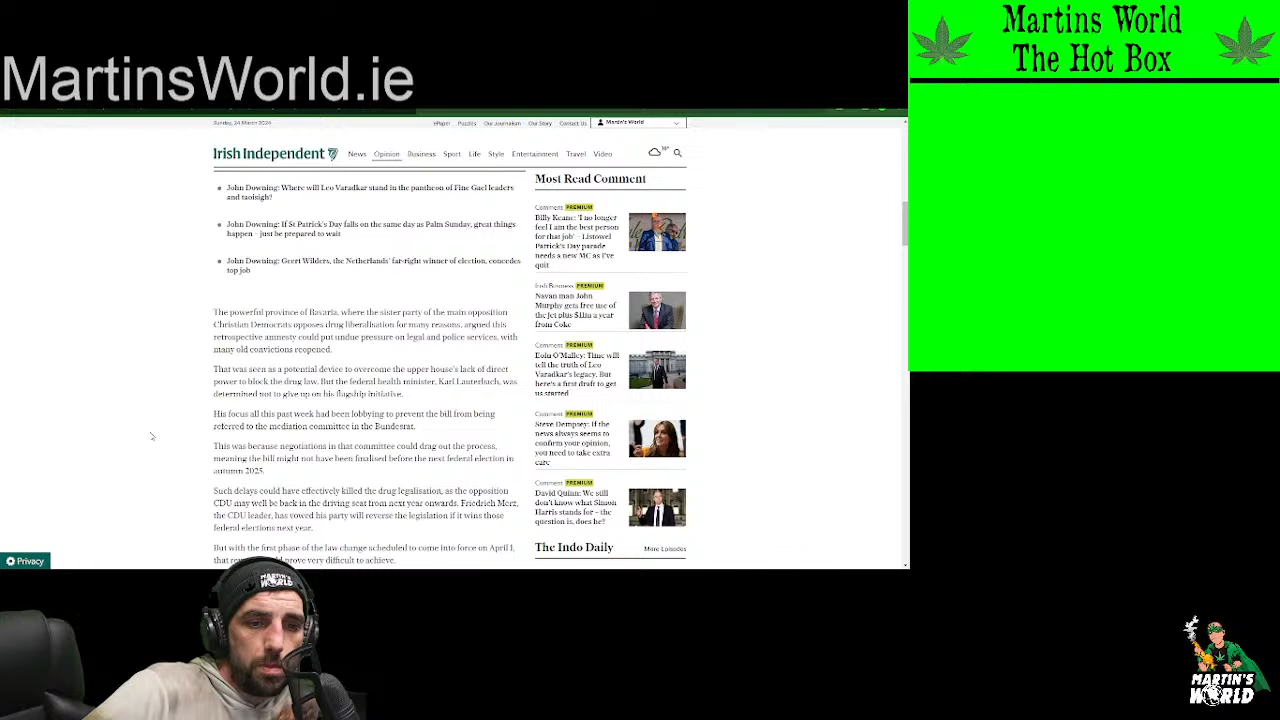 Martins World
The Hot Box
MartinsWorld.ie
Sunday, 24 March 2024
ePaper Puzzles Our Journalism Our Story Contact Us Martin's World
Irish Independent News Opinion Business Sport Life Style Entertainment Travel Video
John Downing: Where will Leo Varadkar stand in the pantheon of Fine Gael leaders
and taoisigh?
John Downing: If St Patrick's Day falls on the same day as Palm Sunday, great things
happen – just be prepared to wait
John Downing: Geert Wilders, the Netherlands' far-right winner of election, concedes
top job
The powerful province of Bavaria, where the sister party of the main opposition
Christian Democrats opposes drug liberalisation for many reasons, argued this
retrospective amnesty could put undue pressure on legal and police services, with
many old convictions reopened.
That was seen as a potential device to overcome the upper house's lack of direct
power to block the drug law. But the federal health minister, Karl Lauterbach, was
determined not to give up on his flagship initiative.
His focus all this past week had been lobbying to prevent the bill from being
referred to the mediation committee in the Bundesrat.
This was because negotiations in that committee could drag out the process,
meaning the bill might not have been finalised before the next federal election in
autumn 2025.
Such delays could have effectively killed the drug legalisation, as the opposition
CDU may well be back in the driving seat from next year onwards. Friedrich Merz,
the CDU leader, has vowed his party will reverse the legislation if it wins those
federal elections next year.
But with the first phase of the law change scheduled to come into force on April 1,
that prove very difficult to achieve.
Most Read Comment
Comment PREMIUM
Billy Keane: 'I no longer
feel I am the best person
for that job' – Listowel
Patrick's Day parade
needs a new MC as I've
quit
Irish Business PREMIUM
Navan man John
Murphy gets free use of
the jet plus $11m a year
from Coke
Comment PREMIUM
Eoin O'Malley: Time will
tell the truth of Leo
Varadkar's legacy. But
here's a first draft to get
us started
Comment PREMIUM
Steve Dempsey: If the
news always seems to
confirm your opinion,
you need to take extra
care
Comment PREMIUM
David Quinn: We still
don't know what Simon
Harris stands for – the
question is, does he?
The Indo Daily More Episodes
Privacy
MARTIN'S
WORLD
MARTIN'S
WORLD